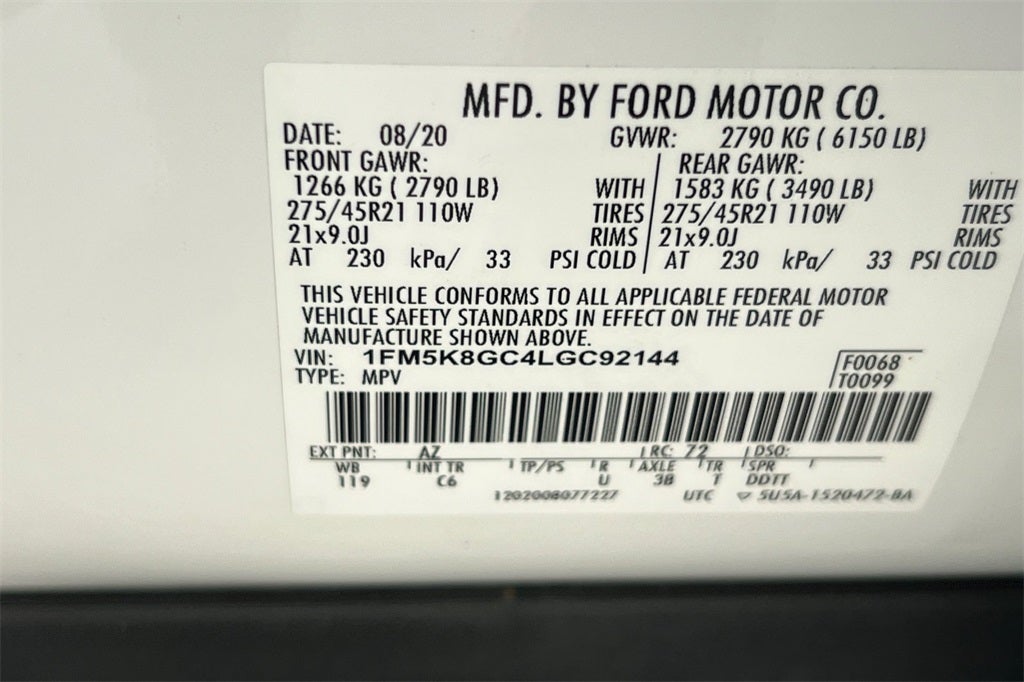 MFD. BY FORD MOTOR CO.
DATE: 08/20 GVWR: 2790 KG ( 6150 LB)
FRONT GAWR: REAR GAWR:
1266 KG ( 2790 LB) WITH 1583 KG ( 3490 LB) WITH
275/45R21 110W TIRES 275/45R21 110W TIRES
21x9.0J RIMS 21x9.0J RIMS
AT 230 kPa/ 33 PSI COLD AT 230 kPa/ 33 PSI COLD
THIS VEHICLE CONFORMS TO ALL APPLICABLE FEDERAL MOTOR
VEHICLE SAFETY STANDARDS IN EFFECT ON THE DATE OF
MANUFACTURE SHOWN ABOVE.
VIN: 1FM5K8GC4LGC92144 F0068
TYPE: MPV T0099
EXT PNT: AZ RC: 72 DSO:
WB INT TR TP/PS R AXLE TR SPR
119 C6 U 3B T DDTT
1202008077227 UTC 5U5A-1520472-BA